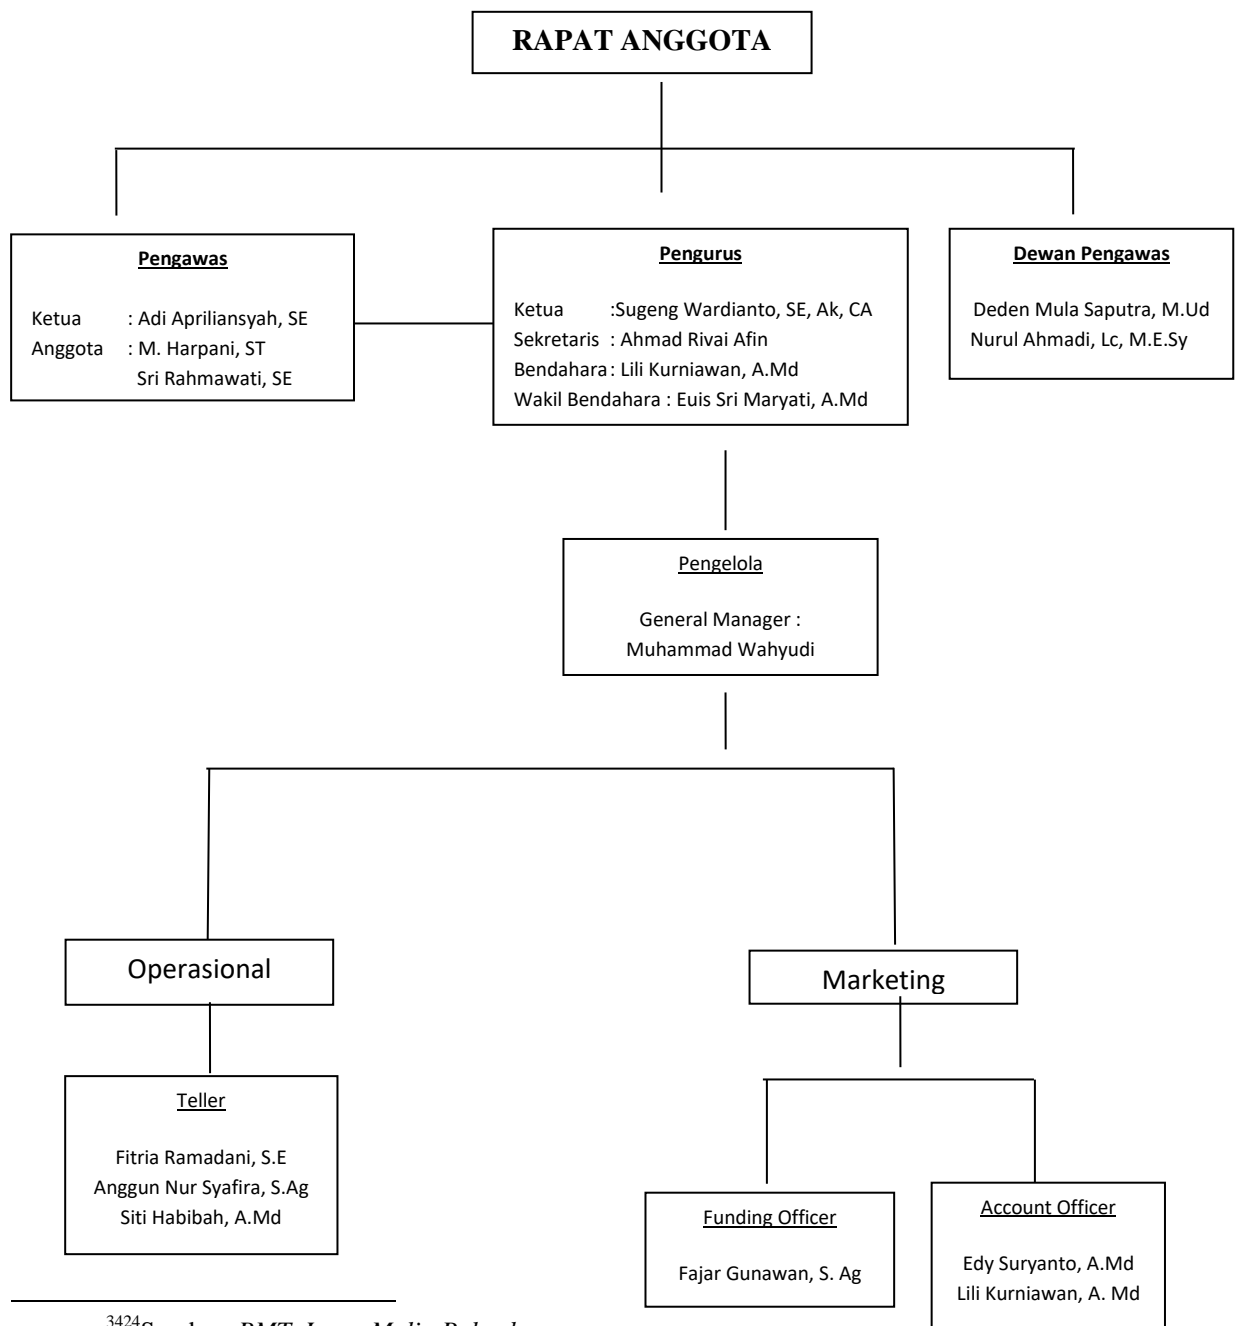 RAPAT ANGGOTA
Pengawas
Ketua : Adi Apriliansyah, SE
Anggota : M. Harpani, ST
Sri Rahmawati, SE
Pengurus
Ketua :Sugeng Wardianto, SE, Ak, CA
Sekretaris : Ahmad Rivai Afin
Bendahara : Lili Kurniawan, A.Md
Wakil Bendahara : Euis Sri Maryati, A.Md
Dewan Pengawas
Deden Mula Saputra, M.Ud
Nurul Ahmadi, Lc, M.E.Sy
Pengelola
General Manager :
Muhammad Wahyudi
Operasional
Marketing
Teller
Fitria Ramadani, S.E
Anggun Nur Syafira, S.Ag
Siti Habibah, A.Md
Funding Officer
Fajar Gunawan, S. Ag
Account Officer
Edy Suryanto, A.Md
Lili Kurniawan, A. Md
3424